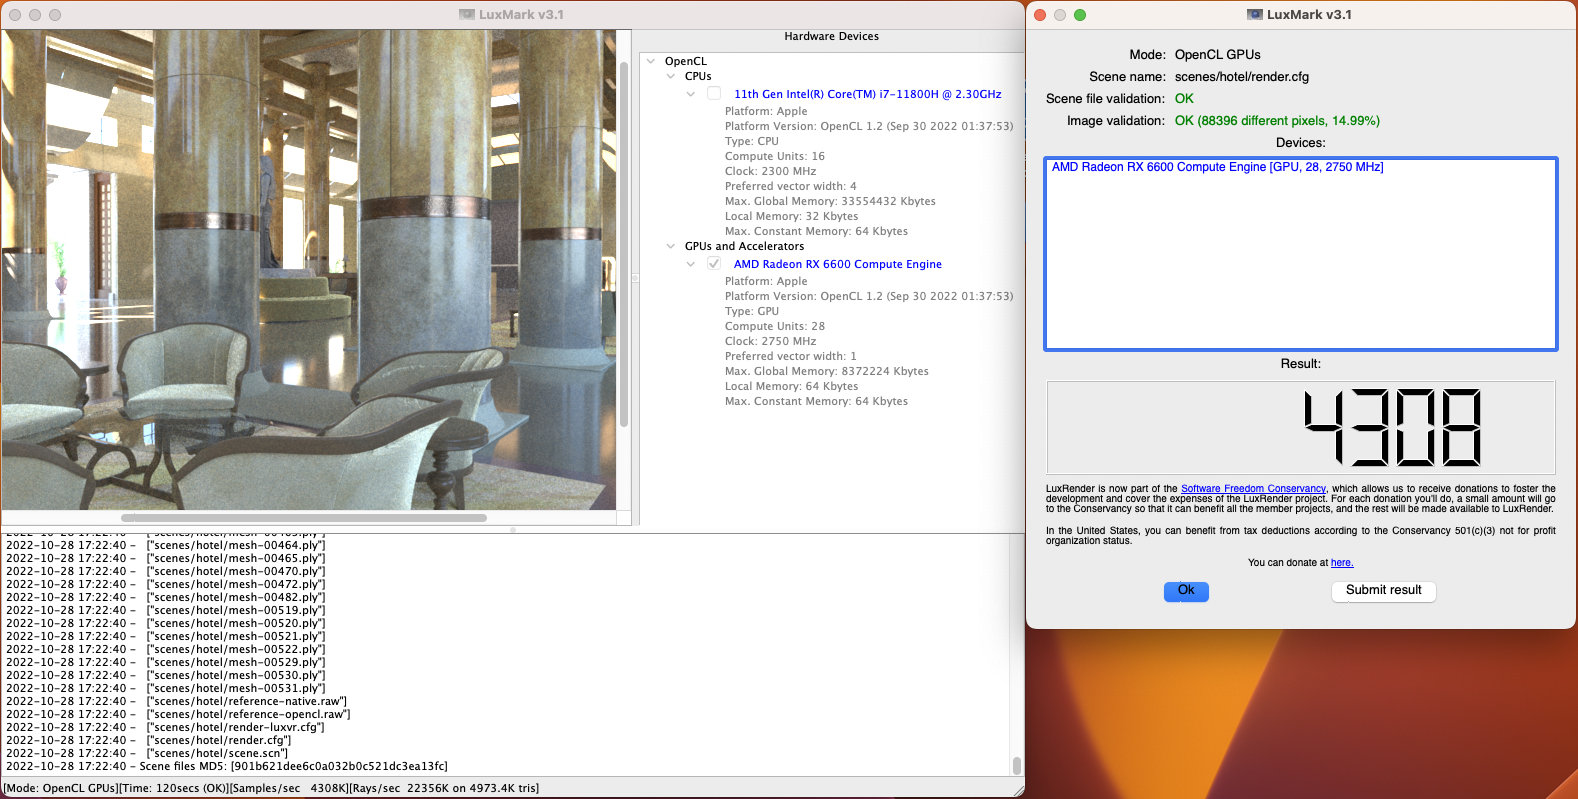 LuxMark v3.1
Hardware Devices
OpenCL
CPUs
11th Gen Intel(R) Core(TM) i7-11800H @ 2.30GHz
Platform: Apple
Platform Version: OpenCL 1.2 (Sep 30 2022 01:37:53)
Type: CPU
Compute Units: 16
Clock: 2300 MHz
Preferred vector width: 4
Max. Global Memory: 33554432 Kbytes
Local Memory: 32 Kbytes
Max. Constant Memory: 64 Kbytes
GPUs and Accelerators
AMD Radeon RX 6600 Compute Engine
Platform: Apple
Platform Version: OpenCL 1.2 (Sep 30 2022 01:37:53)
Type: GPU
Compute Units: 28
Clock: 2750 MHz
Preferred vector width: 1
Max. Global Memory: 8372224 Kbytes
Local Memory: 64 Kbytes
Max. Constant Memory: 64 Kbytes
2022-10-28 17:22:40 - ["scenes/hotel/mesh-00464.ply"]
2022-10-28 17:22:40 - ["scenes/hotel/mesh-00465.ply"]
2022-10-28 17:22:40 - ["scenes/hotel/mesh-00470.ply"]
2022-10-28 17:22:40 - ["scenes/hotel/mesh-00472.ply"]
2022-10-28 17:22:40 - ["scenes/hotel/mesh-00482.ply"]
2022-10-28 17:22:40 - ["scenes/hotel/mesh-00519.ply"]
2022-10-28 17:22:40 - ["scenes/hotel/mesh-00520.ply"]
2022-10-28 17:22:40 - ["scenes/hotel/mesh-00521.ply"]
2022-10-28 17:22:40 - ["scenes/hotel/mesh-00522.ply"]
2022-10-28 17:22:40 - ["scenes/hotel/mesh-00529.ply"]
2022-10-28 17:22:40 - ["scenes/hotel/mesh-00530.ply"]
2022-10-28 17:22:40 - ["scenes/hotel/mesh-00531.ply"]
2022-10-28 17:22:40 - ["scenes/hotel/reference-native.raw"]
2022-10-28 17:22:40 - ["scenes/hotel/reference-opencl.raw"]
2022-10-28 17:22:40 - ["scenes/hotel/render-luxvr.cfg"]
2022-10-28 17:22:40 - ["scenes/hotel/render.cfg"]
2022-10-28 17:22:40 - ["scenes/hotel/scene.scn"]
2022-10-28 17:22:40 - Scene files MD5: [901b621dee6c0a032b0c521dc3ea13fc]
[Mode: OpenCL GPUs][Time: 120secs (OK)][Samples/sec 4308K][Rays/sec 22356K on 4973.4K tris]
LuxMark v3.1
Mode: OpenCL GPUs
Scene name: scenes/hotel/render.cfg
Scene file validation: OK
Image validation: OK (88396 different pixels, 14.99%)
Devices:
AMD Radeon RX 6600 Compute Engine [GPU, 28, 2750 MHz]
Result:
4308
LuxRender is now part of the Software Freedom Conservancy, which allows us to receive donations to foster the
development and cover the expenses of the LuxRender project. For each donation you'll do, a small amount will go
to the Conservancy so that it can benefit all the member projects, and the rest will be made available to LuxRender.
In the United States, you can benefit from tax deductions according to the Conservancy 501(c)(3) not for profit
organization status.
You can donate at here.
Ok
Submit result